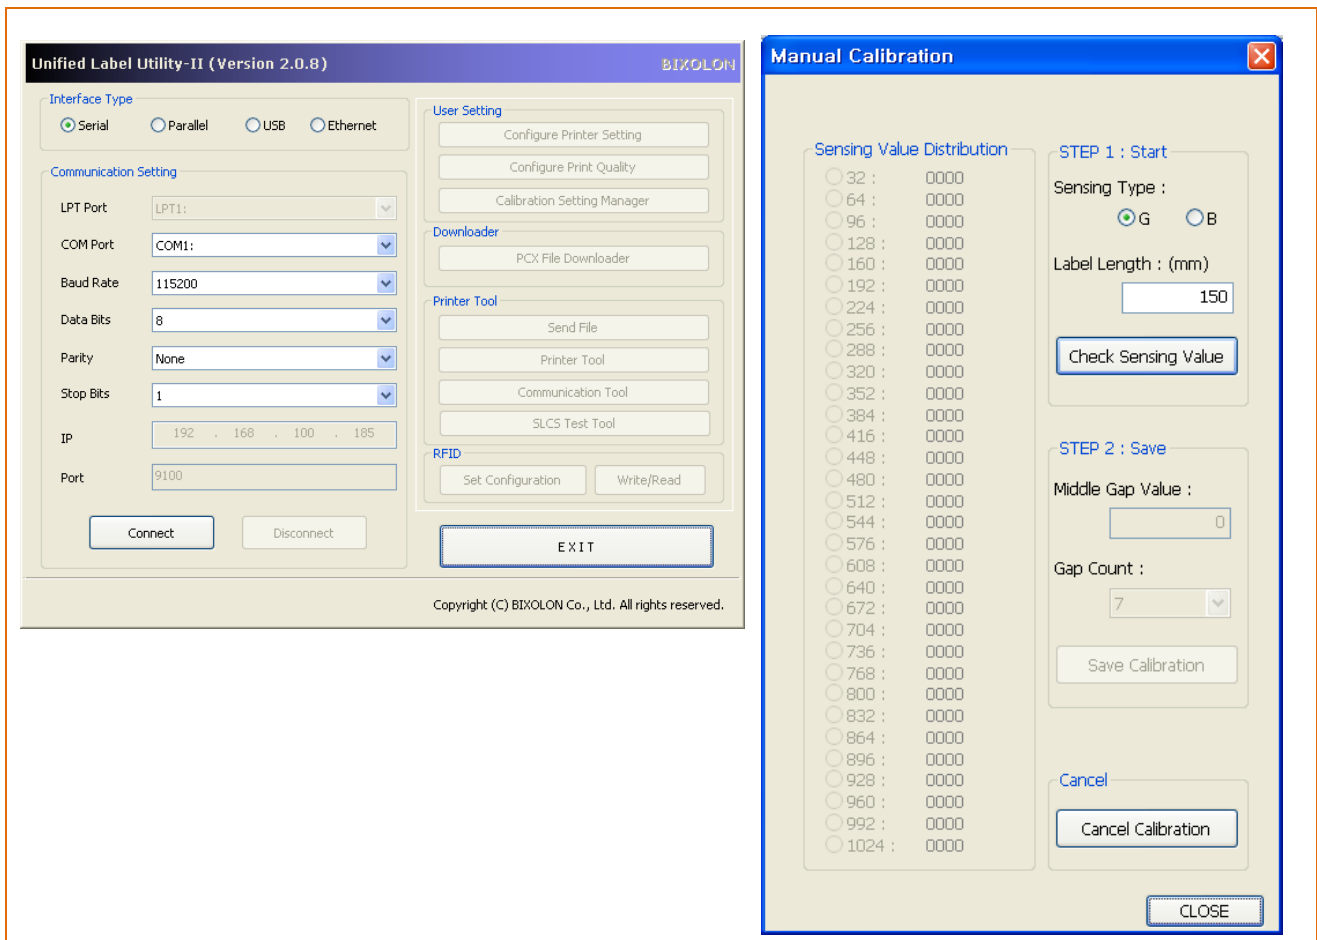 Unified Label Utility-II (Version 2.0.8)
BIXOLON
Interface Type
Serial Parallel USB Ethernet
Communication Setting
LPT Port LPT1:
COM Port COM1:
Baud Rate 115200
Data Bits 8
Parity None
Stop Bits 1
IP 192 . 168 . 100 . 185
Port 9100
Connect Disconnect
User Setting
Configure Printer Setting
Configure Print Quality
Calibration Setting Manager
Downloader
PCX File Downloader
Printer Tool
Send File
Printer Tool
Communication Tool
SLCS Test Tool
RFID
Set Configuration Write/Read
EXIT
Copyright (C) BIXOLON Co., Ltd. All rights reserved.
Manual Calibration
Sensing Value Distribution
32 : 0000
64 : 0000
96 : 0000
128 : 0000
160 : 0000
192 : 0000
224 : 0000
256 : 0000
288 : 0000
320 : 0000
352 : 0000
384 : 0000
416 : 0000
448 : 0000
480 : 0000
512 : 0000
544 : 0000
576 : 0000
608 : 0000
640 : 0000
672 : 0000
704 : 0000
736 : 0000
768 : 0000
800 : 0000
832 : 0000
864 : 0000
896 : 0000
928 : 0000
960 : 0000
992 : 0000
1024 : 0000
STEP 1 : Start
Sensing Type :
G B
Label Length : (mm)
150
Check Sensing Value
STEP 2 : Save
Middle Gap Value :
0
Gap Count :
7
Save Calibration
Cancel
Cancel Calibration
CLOSE